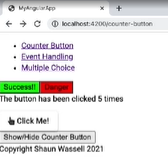 MyAngularApp
localhost:4200/counter-button
Counter Button
Event Handling
Multiple Choice
Success!! Danger
The button has been clicked 5 times
Click Me!
Show/Hide Counter Button
Copyright Shaun Wassell 2021